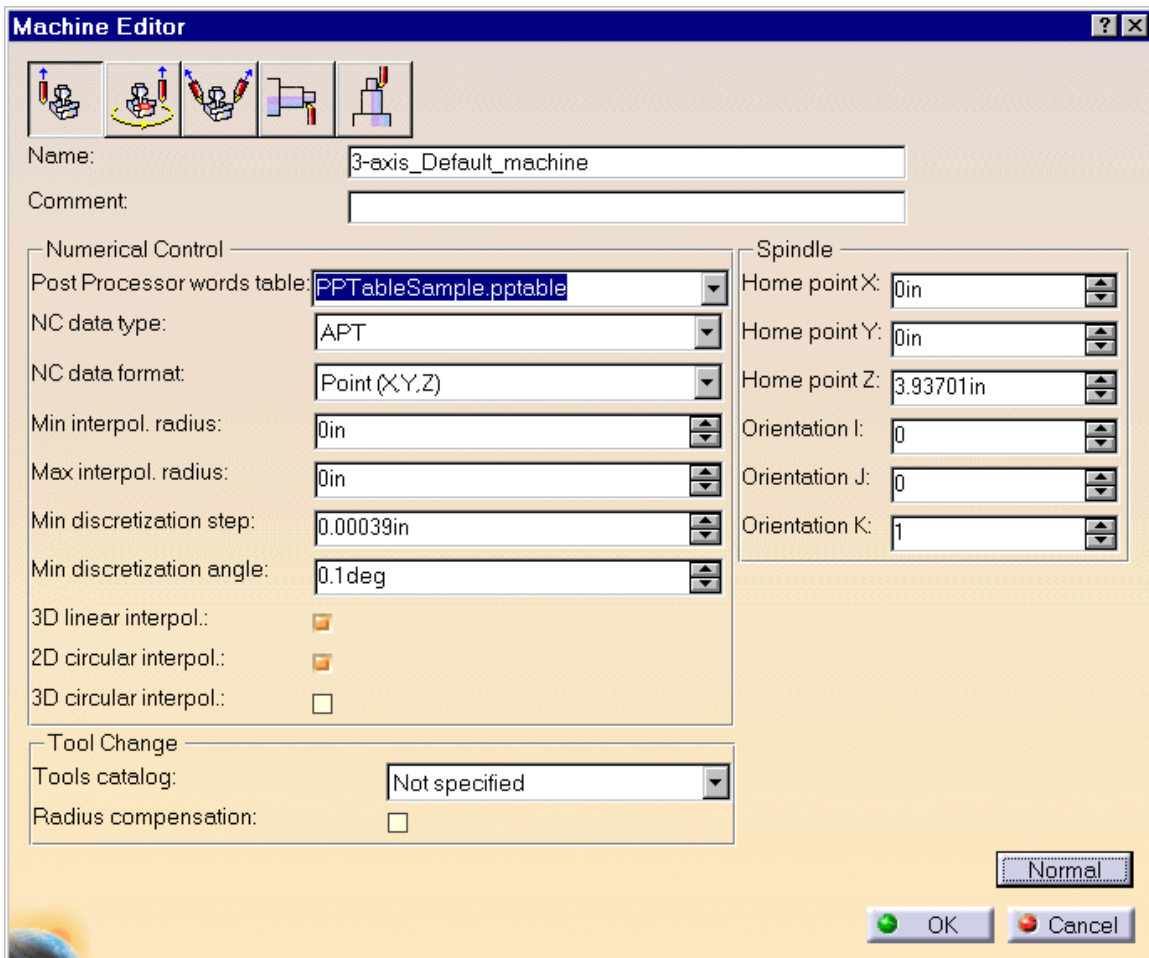 Machine Editor
Name: 3-axis_Default_machine
Comment:
Numerical Control
Post Processor words table: PPTableSample.pptable
NC data type: APT
NC data format: Point (X,Y,Z)
Min interpol. radius: 0in
Max interpol. radius: 0in
Min discretization step: 0.00039in
Min discretization angle: 0.1deg
3D linear interpol.:
2D circular interpol.:
3D circular interpol.:
Spindle
Home point X: 0in
Home point Y: 0in
Home point Z: 3.93701in
Orientation I: 0
Orientation J: 0
Orientation K: 1
Tool Change
Tools catalog: Not specified
Radius compensation:
Normal
OK Cancel